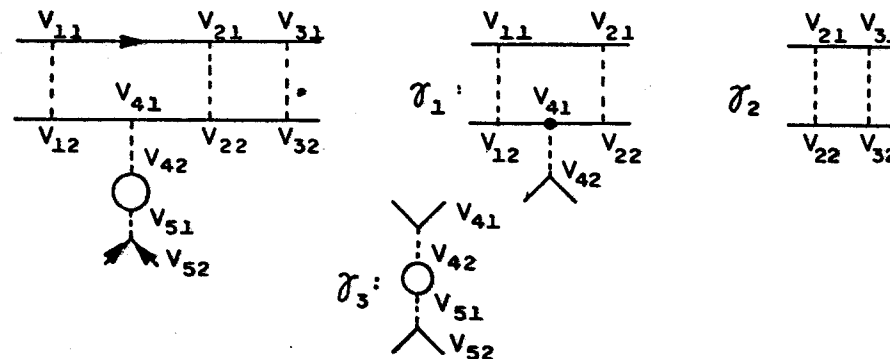 V11 V21 V31
V41
V12 V22 V32
V42
V51
V52
γ1 :
V11 V21
V41
V12 V22
V42
γ2
V21 V31
V22 V32
γ3 :
V41
V42
V51
V52